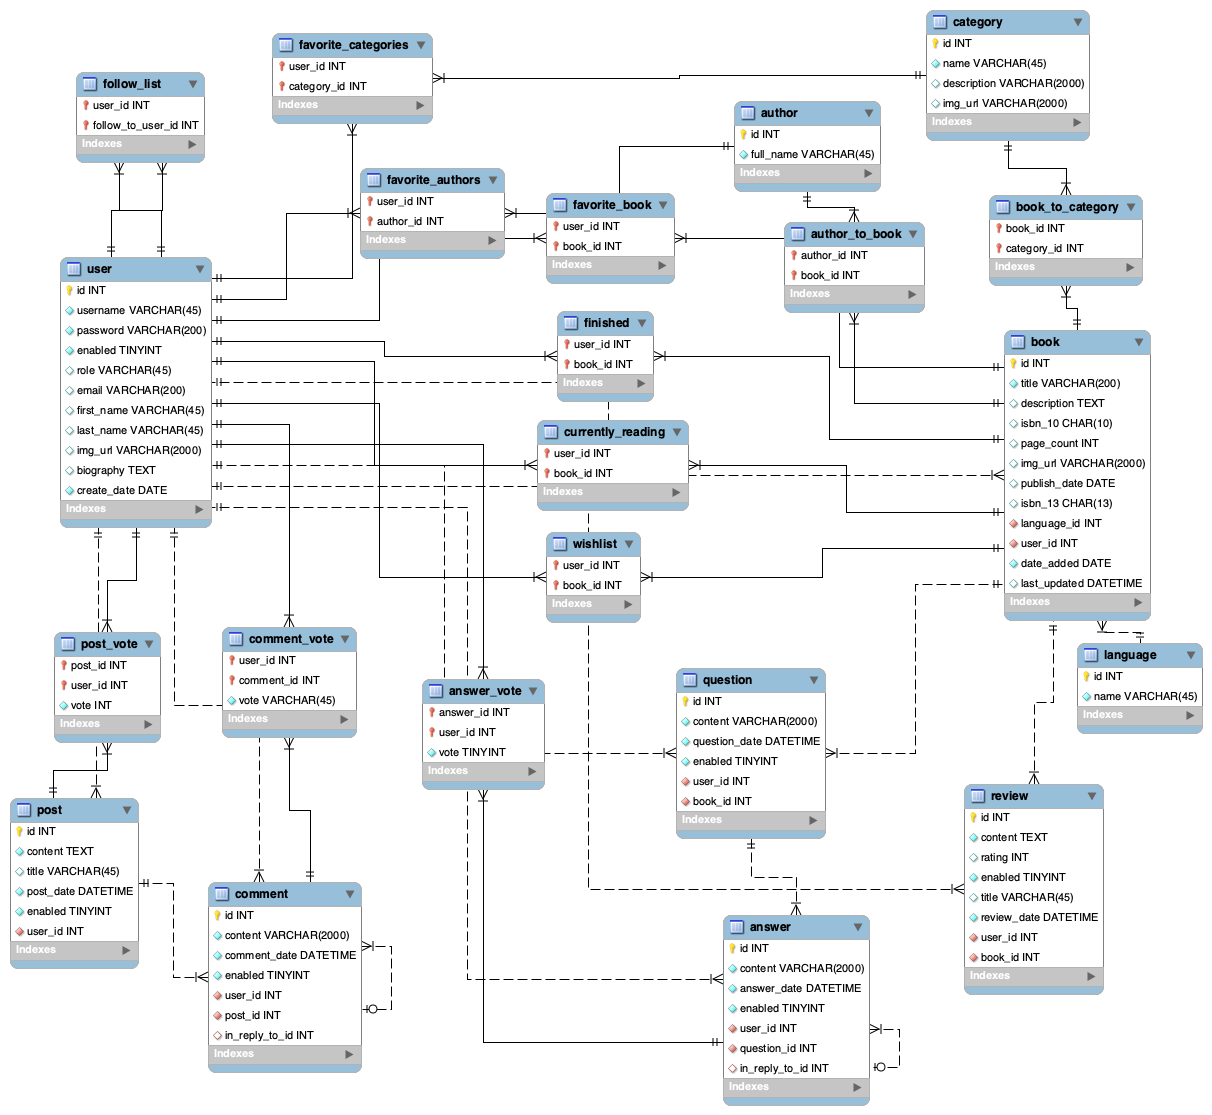 category
id INT
name VARCHAR(45)
description VARCHAR(2000)
img_url VARCHAR(2000)
Indexes
favorite_categories
user_id INT
category_id INT
Indexes
follow_list
user_id INT
follow_to_user_id INT
Indexes
author
id INT
full_name VARCHAR(45)
Indexes
favorite_authors
user_id INT
author_id INT
Indexes
favorite_book
user_id INT
book_id INT
Indexes
book_to_category
book_id INT
category_id INT
Indexes
author_to_book
author_id INT
book_id INT
Indexes
user
id INT
username VARCHAR(45)
password VARCHAR(200)
enabled TINYINT
role VARCHAR(45)
email VARCHAR(200)
first_name VARCHAR(45)
last_name VARCHAR(45)
img_url VARCHAR(2000)
biography TEXT
create_date DATE
Indexes
finished
user_id INT
book_id INT
Indexes
book
id INT
title VARCHAR(200)
description TEXT
isbn_10 CHAR(10)
page_count INT
img_url VARCHAR(2000)
publish_date DATE
isbn_13 CHAR(13)
language_id INT
user_id INT
date_added DATE
last_updated DATETIME
Indexes
currently_reading
user_id INT
book_id INT
Indexes
wishlist
user_id INT
book_id INT
Indexes
post_vote
post_id INT
user_id INT
vote INT
Indexes
comment_vote
user_id INT
comment_id INT
vote VARCHAR(45)
Indexes
language
id INT
name VARCHAR(45)
Indexes
answer_vote
answer_id INT
user_id INT
vote TINYINT
Indexes
question
id INT
content VARCHAR(2000)
question_date DATETIME
enabled TINYINT
user_id INT
book_id INT
Indexes
post
id INT
content TEXT
title VARCHAR(45)
post_date DATETIME
enabled TINYINT
user_id INT
Indexes
review
id INT
content TEXT
rating INT
enabled TINYINT
title VARCHAR(45)
review_date DATETIME
user_id INT
book_id INT
Indexes
comment
id INT
content VARCHAR(2000)
comment_date DATETIME
enabled TINYINT
user_id INT
post_id INT
in_reply_to_id INT
Indexes
answer
id INT
content VARCHAR(2000)
answer_date DATETIME
enabled TINYINT
user_id INT
question_id INT
in_reply_to_id INT
Indexes